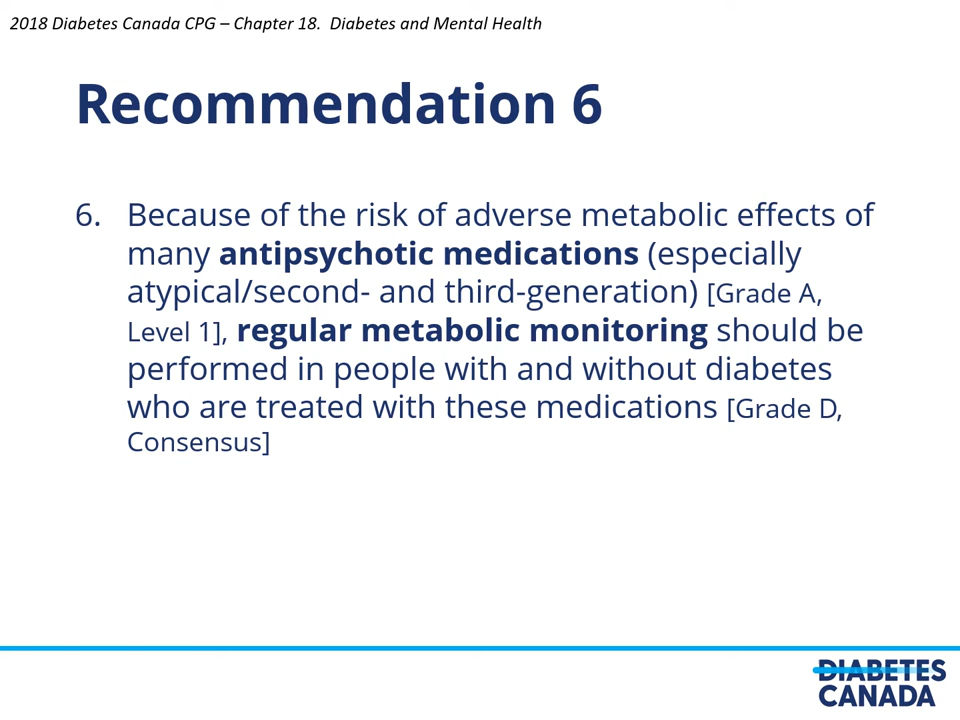 2018 Diabetes Canada CPG – Chapter 18. Diabetes and Mental Health
Recommendation 6
6. Because of the risk of adverse metabolic effects of
many antipsychotic medications (especially
atypical/second- and third-generation) [Grade A,
Level 1], regular metabolic monitoring should be
performed in people with and without diabetes
who are treated with these medications [Grade D,
Consensus]
DIABETES
CANADA